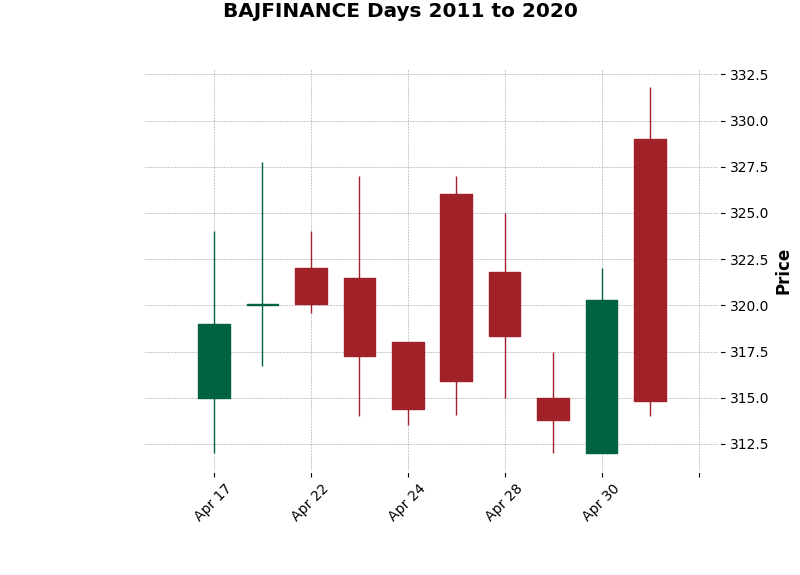 BAJFINANCE Days 2011 to 2020
332.5
330.0
327.5
325.0
322.5
320.0
317.5
315.0
312.5
Price
Apr 17
Apr 22
Apr 24
Apr 28
Apr 30